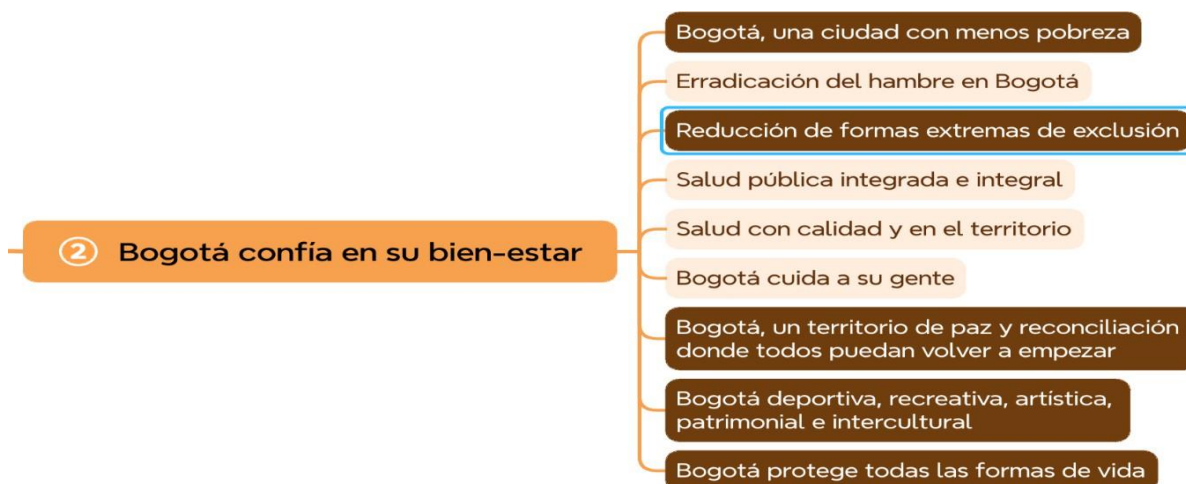 ② Bogotá confía en su bien-estar
Bogotá, una ciudad con menos pobreza
Erradicación del hambre en Bogotá
Reducción de formas extremas de exclusión
Salud pública integrada e integral
Salud con calidad y en el territorio
Bogotá cuida a su gente
Bogotá, un territorio de paz y reconciliación
donde todos puedan volver a empezar
Bogotá deportiva, recreativa, artística,
patrimonial e intercultural
Bogotá protege todas las formas de vida